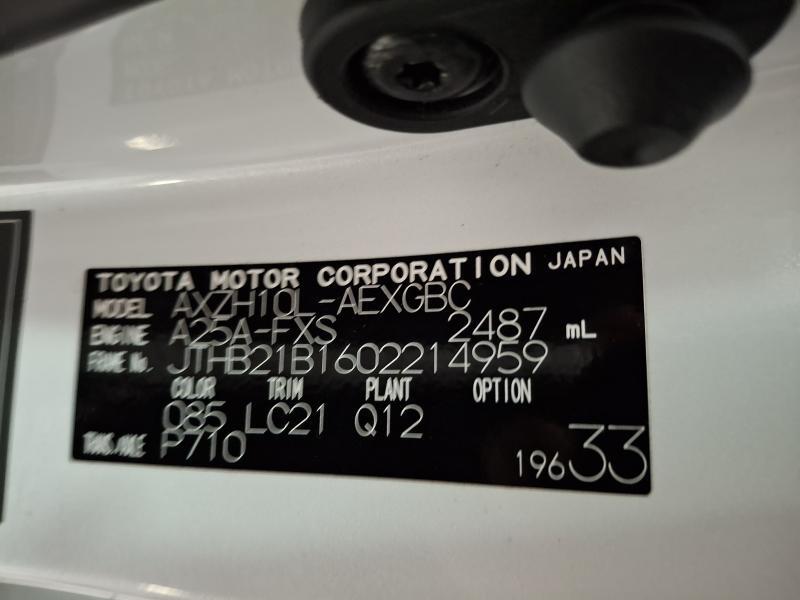 TOYOTA MOTOR CORPORATION JAPAN
MODEL AXZH10L-AEXGBC
ENGINE A25A-FXS 2487 mL
FRAME No. JTHB21B1602214959
COLOR TRIM PLANT OPTION
085 LC21 Q12
TRANS./AXLE P710
19633